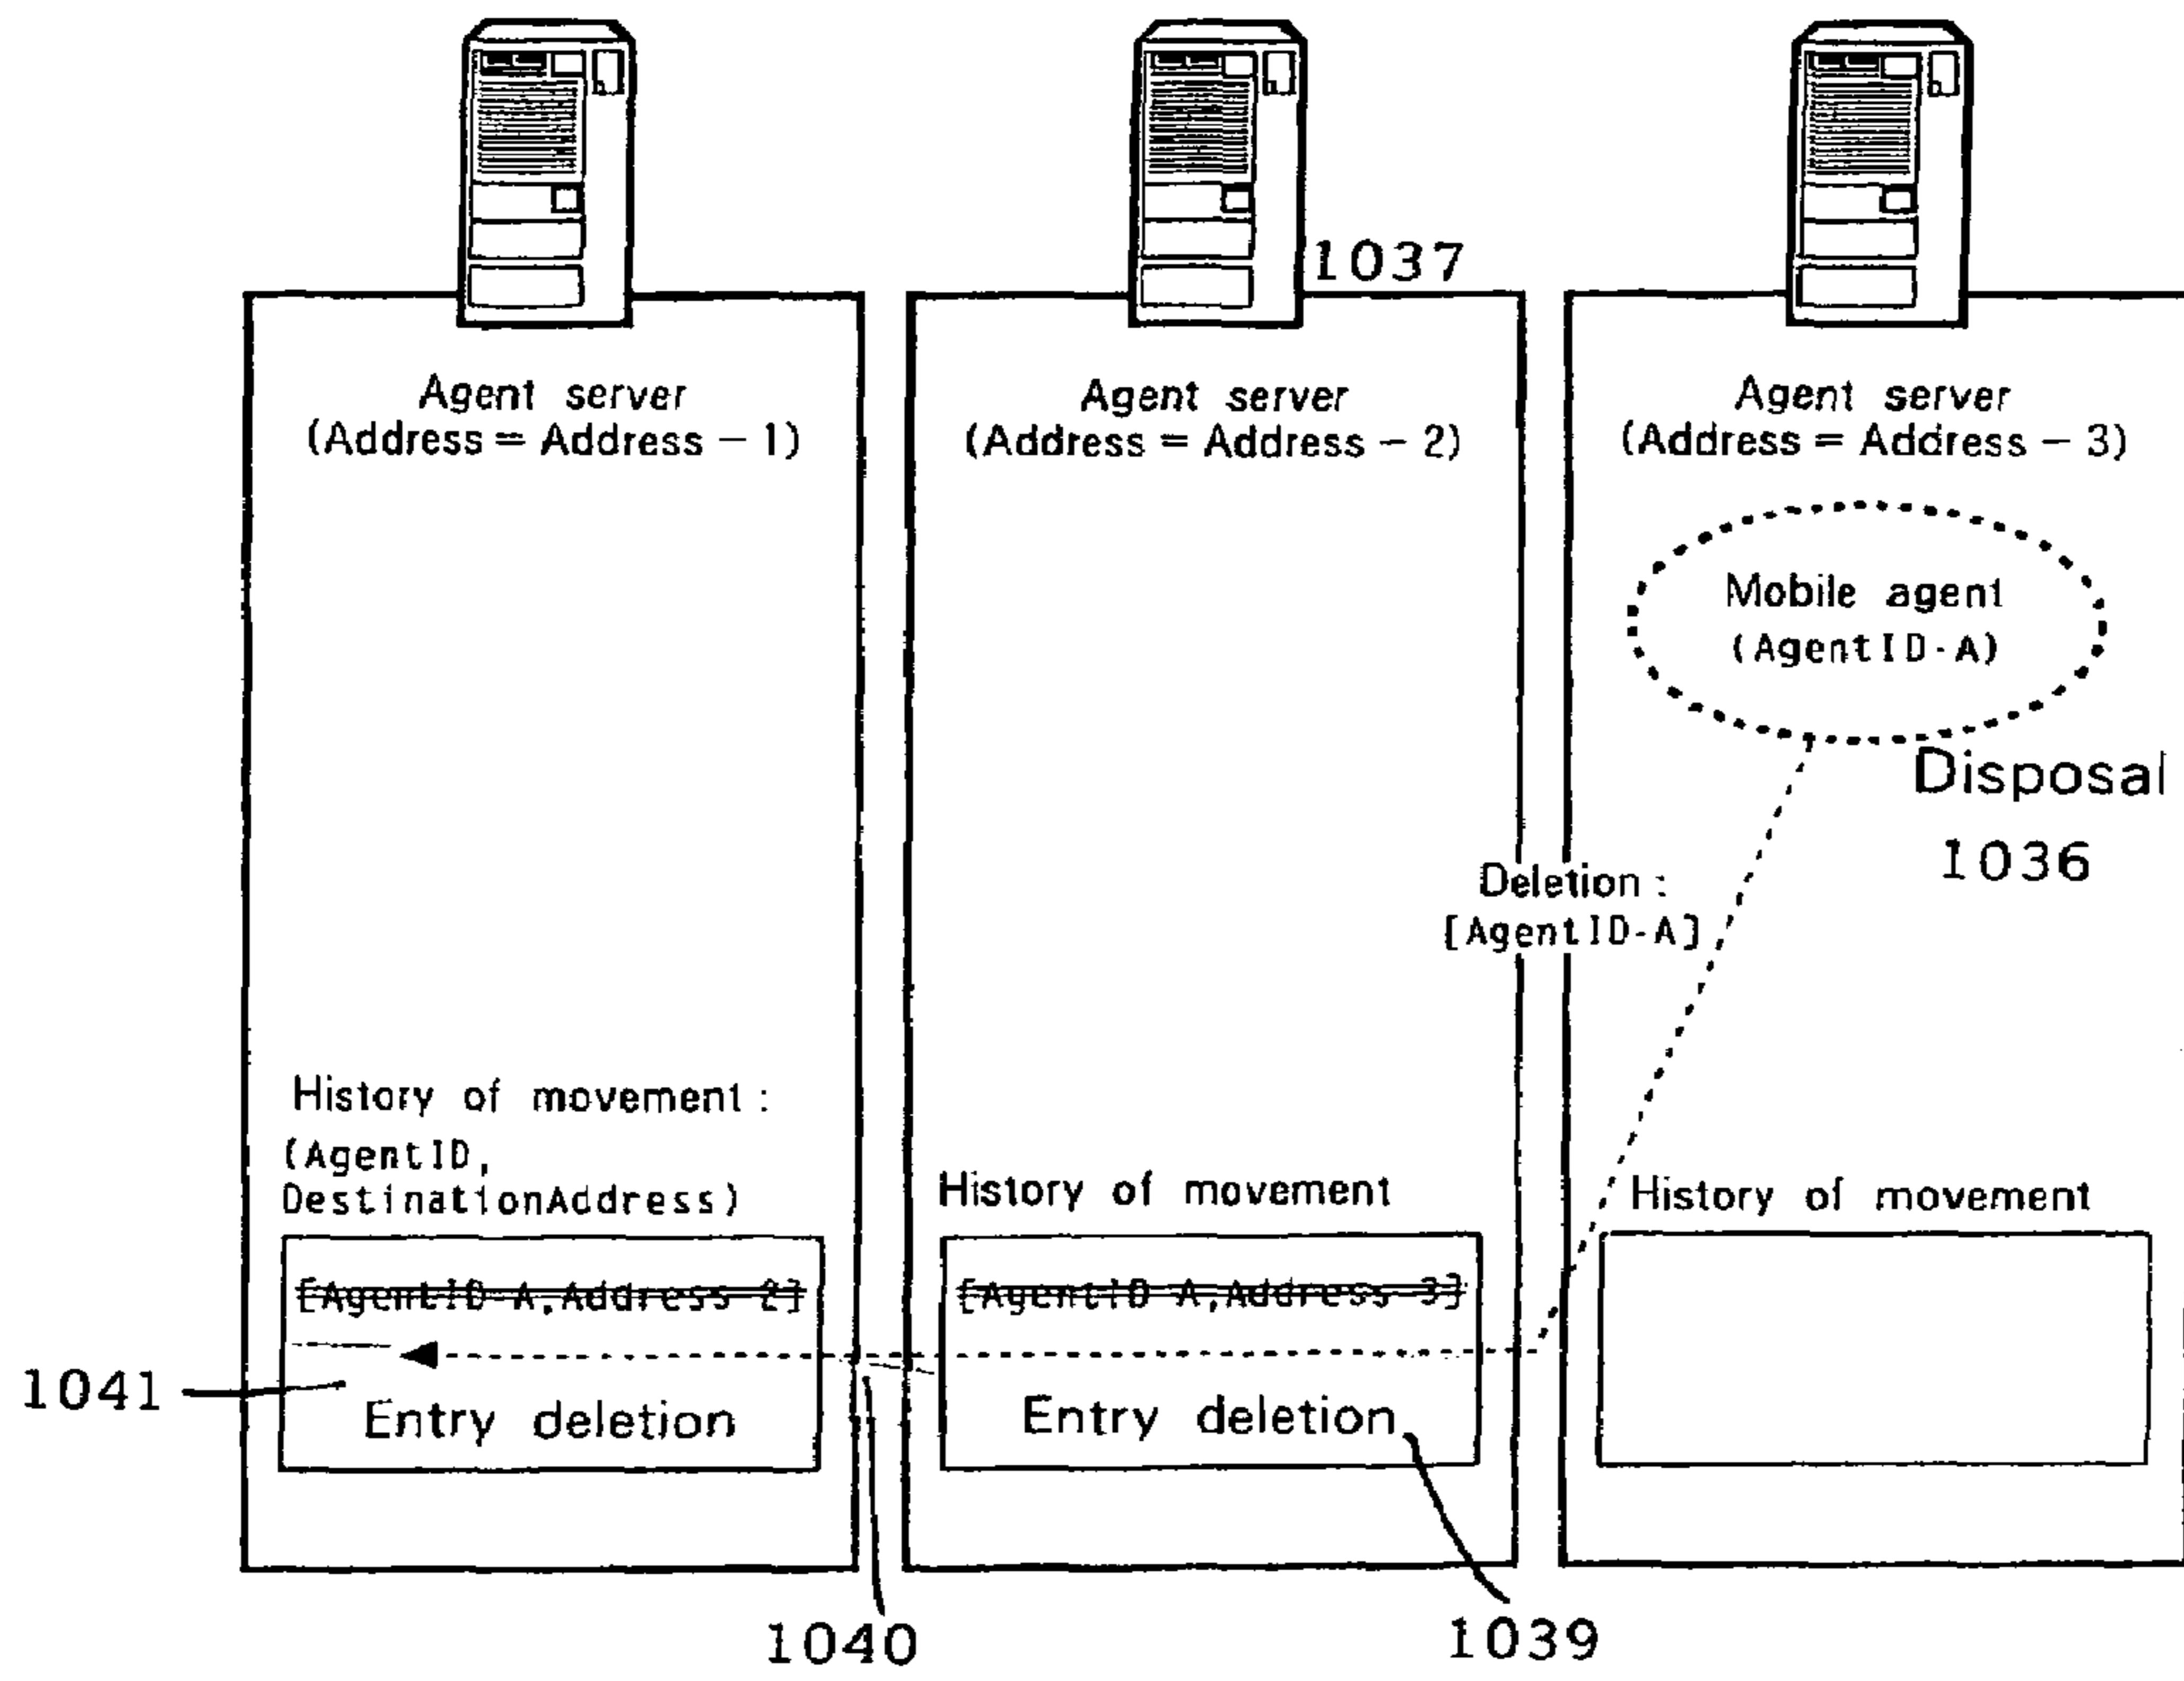 1037
Agent server
(Address = Address – 1)
Agent server
(Address = Address – 2)
Agent server
(Address = Address – 3)
Mobile agent
(AgentID-A)
Disposal
1036
Deletion :
[AgentID-A]
History of movement :
(AgentID,
DestinationAddress)
History of movement
History of movement
[AgentID-A,Address-2]
[AgentID-A,Address-3]
1041
Entry deletion
Entry deletion
1040
1039